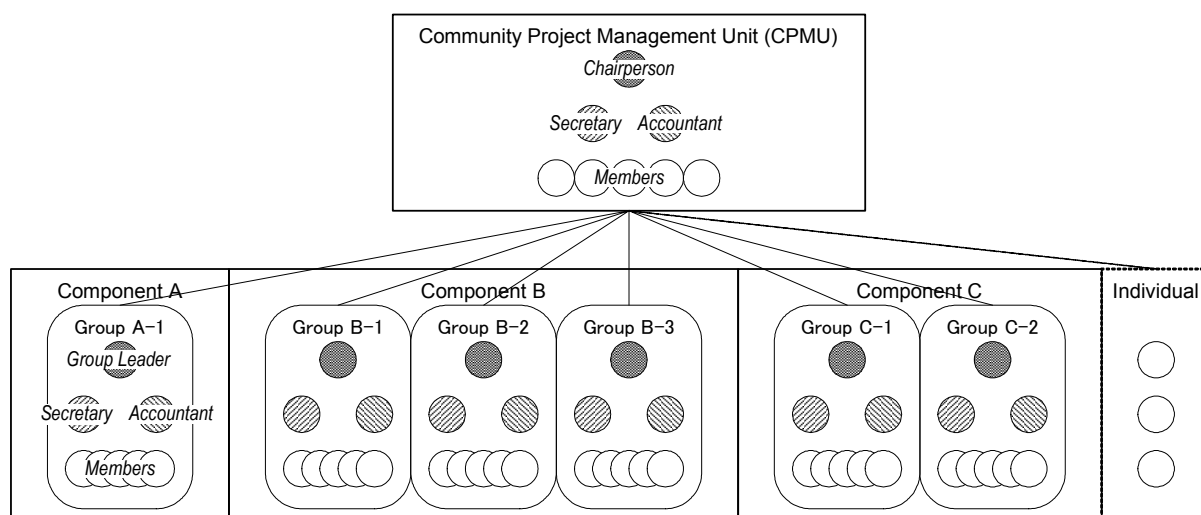 Community Project Management Unit (CPMU)
Chairperson
Secretary Accountant
Members
Component A Component B Component C Individual
Group A-1 Group B-1 Group B-2 Group B-3 Group C-1 Group C-2
Group Leader
Secretary Accountant
Members